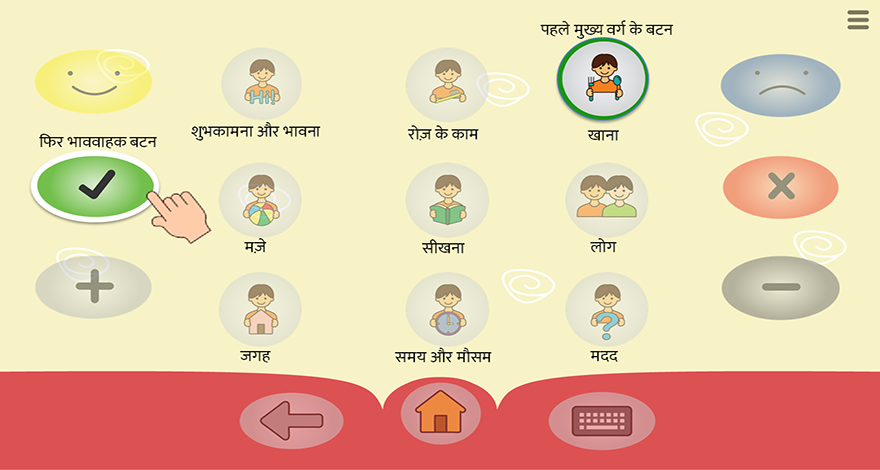 पहले मुख्य वर्ग के बटन
शुभकामना और भावना
रोज़ के काम
खाना
फिर भाववाहक बटन
मज़े
सीखना
लोग
जगह
समय और मौसम
मदद